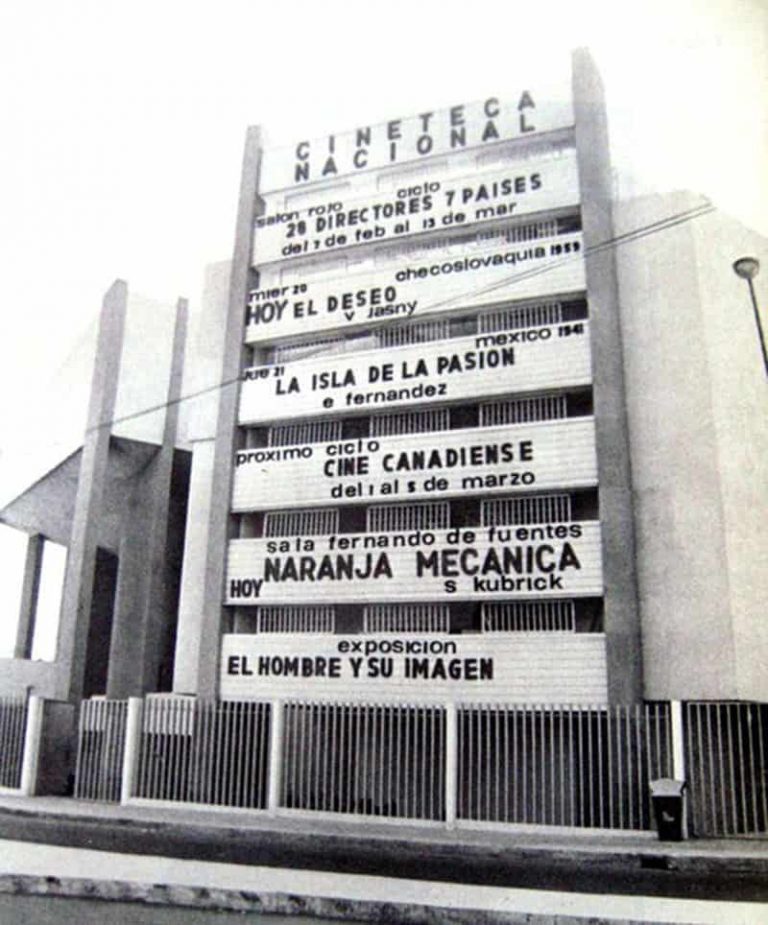 CINETECA
NACIONAL
salon rojo ciclo
28 DIRECTORES 7 PAISES
del 7 de feb al 13 de mar
mier 20 checoslovaquia 1959
HOY EL DESEO
v Jasny
jue 21 mexico 1941
LA ISLA DE LA PASION
e fernandez
proximo ciclo
CINE CANADIENSE
del 1 al 5 de marzo
sala fernando de fuentes
HOY NARANJA MECANICA
s kubrick
exposicion
EL HOMBRE Y SU IMAGEN